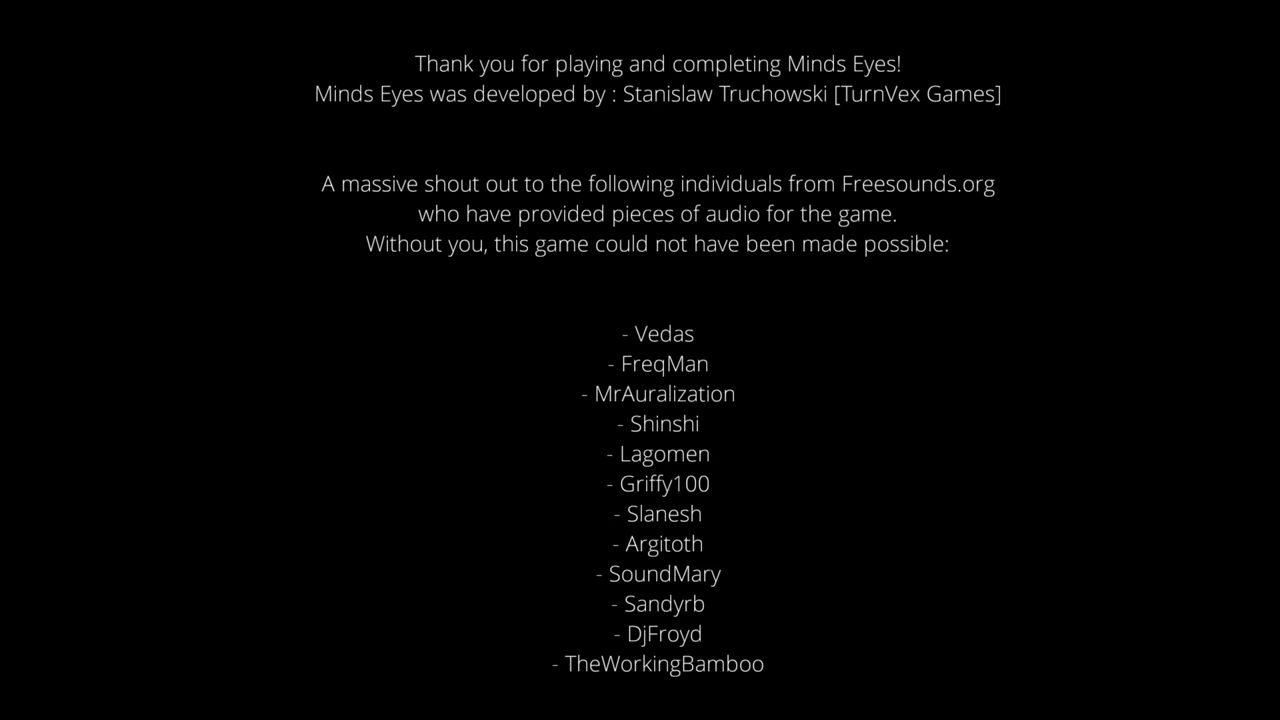 Thank you for playing and completing Minds Eyes!
Minds Eyes was developed by : Stanislaw Truchowski [TurnVex Games]
A massive shout out to the following individuals from Freesounds.org
who have provided pieces of audio for the game.
Without you, this game could not have been made possible:
- Vedas
- FreqMan
- MrAuralization
- Shinshi
- Lagomen
- Griffy100
- Slanesh
- Argitoth
- SoundMary
- Sandyrb
- DjFroyd
- TheWorkingBamboo